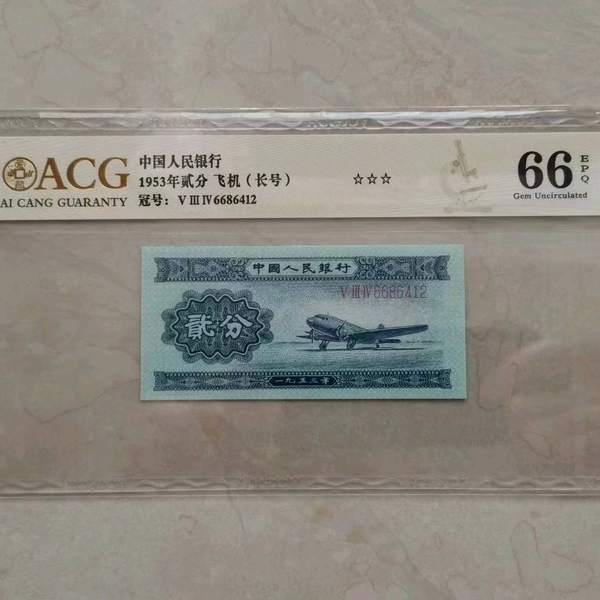 ACG
AI CANG GUARANTY
中国人民银行
1953年贰分 飞机（长号）
冠号：V III IV 6686412
☆☆☆
66 EPQ
Gem Uncirculated
中國人民銀行
V III IV 6686412
貳分
一九五三年